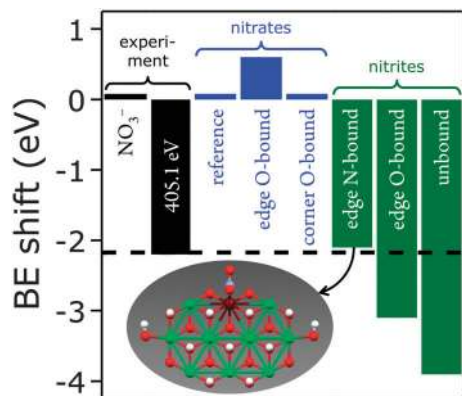 experi-
ment
nitrates
nitrites
1
0
-1
-2
-3
-4
BE shift (eV)
NO₃⁻
405.1 eV
reference
edge O-bound
corner O-bound
edge N-bound
edge O-bound
unbound